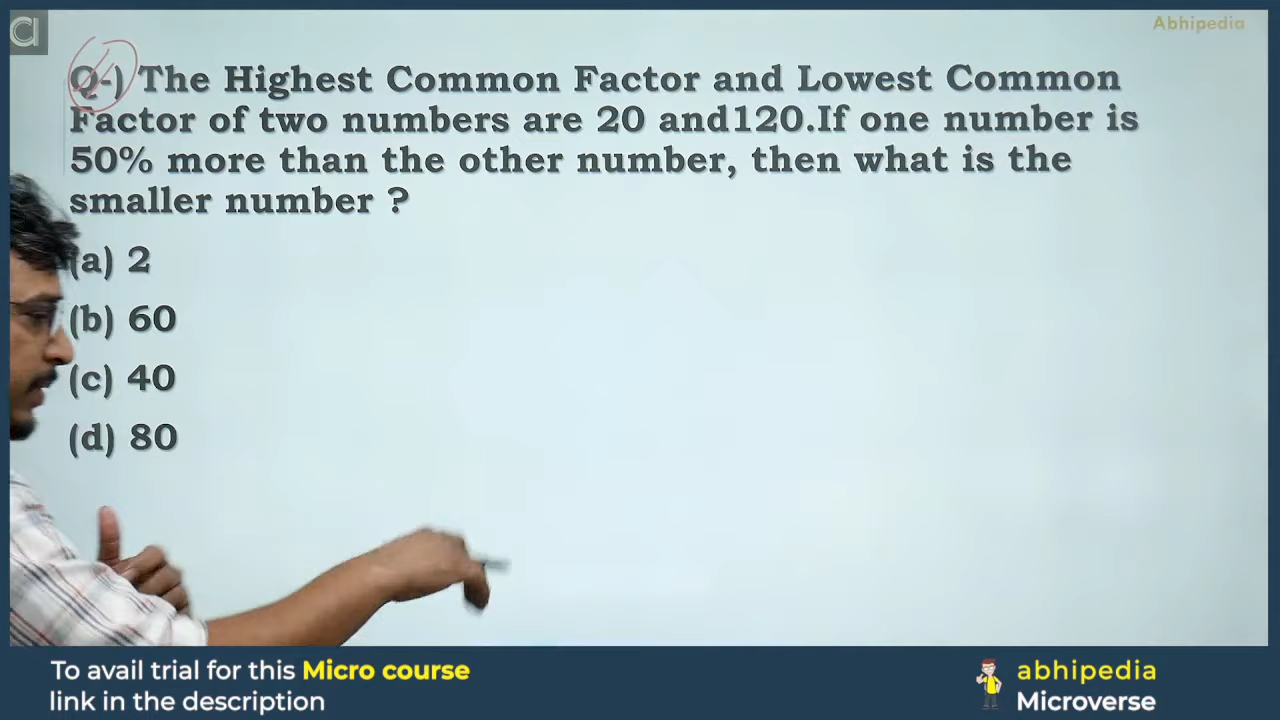 Abhipedia
Q-) The Highest Common Factor and Lowest Common
Factor of two numbers are 20 and120.If one number is
50% more than the other number, then what is the
smaller number ?
(a) 2
(b) 60
(c) 40
(d) 80
To avail trial for this Micro course
link in the description
abhipedia
Microverse